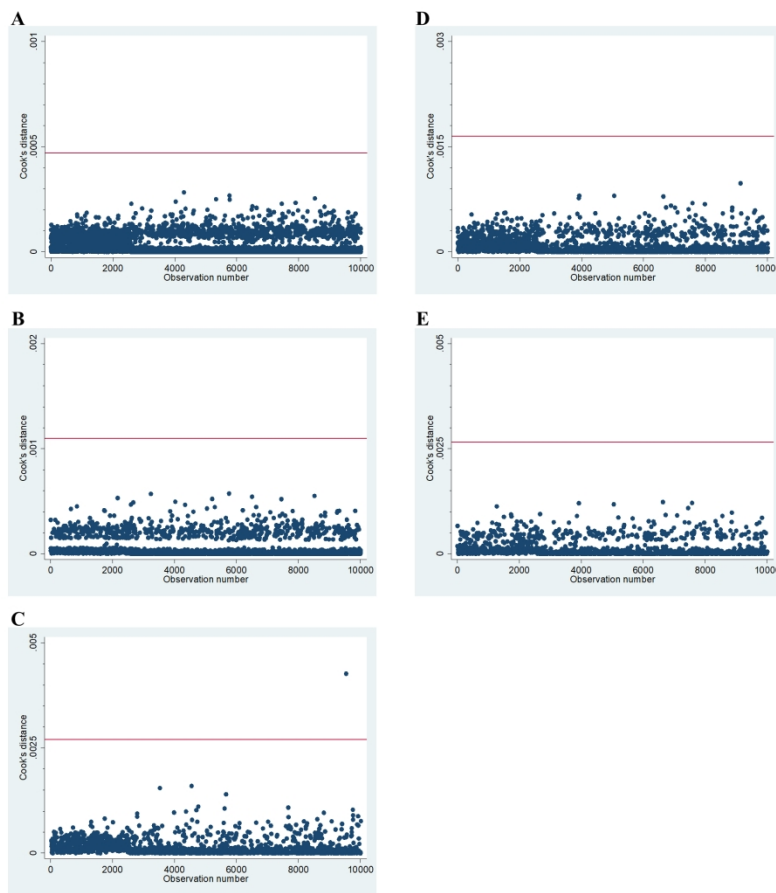 A
Cook's distance
.001
.0005
0
0 2000 4000 6000 8000 10000
Observation number
B
Cook's distance
.002
.001
0
0 2000 4000 6000 8000 10000
Observation number
C
Cook's distance
.005
.0025
0
0 2000 4000 6000 8000 10000
Observation number
D
Cook's distance
.003
.0015
0
0 2000 4000 6000 8000 10000
Observation number
E
Cook's distance
.005
.0025
0
0 2000 4000 6000 8000 10000
Observation number